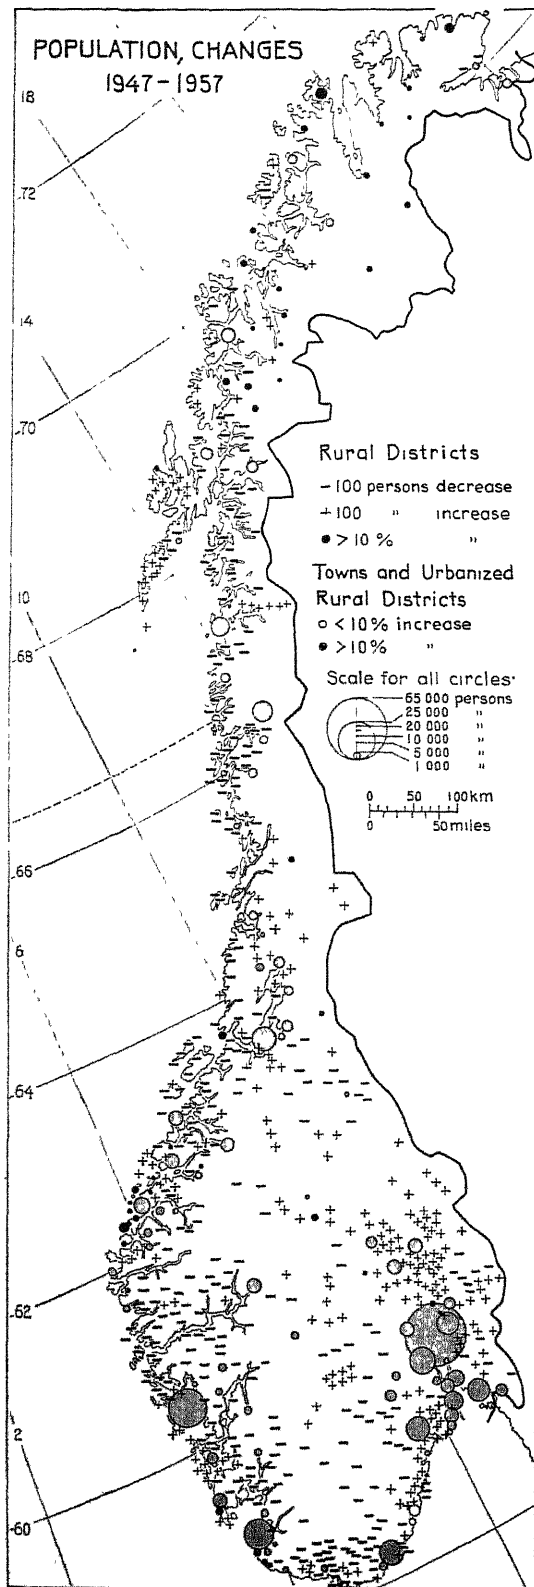 POPULATION, CHANGES
1947-1957
18
72
14
70
10
68
66
6
64
62
2
60
Rural Districts
-100 persons decrease
+100 " increase
●>10% "
Towns and Urbanized
Rural Districts
○<10% increase
●>10% "
Scale for all circles:
65 000 persons
25 000 "
20 000 "
10 000 "
5 000 "
1 000 "
0 50 100km
0 50 miles